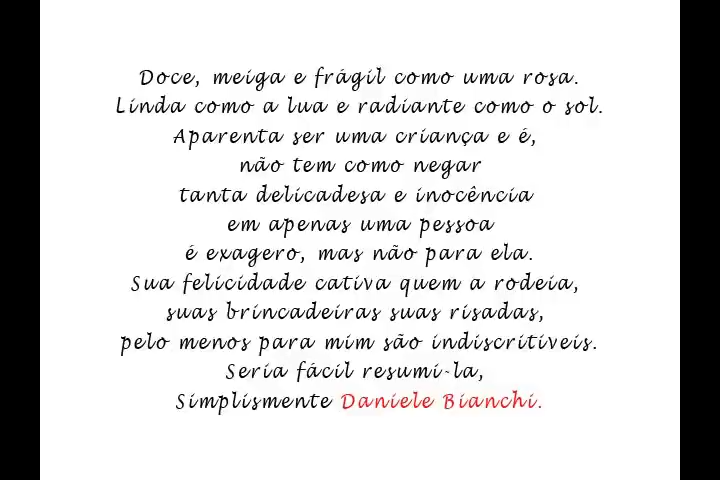 Doce, meiga e frágil como uma rosa.
Linda como a lua e radiante como o sol.
Aparenta ser uma criança e é,
não tem como negar
tanta delicadesa e inocência
em apenas uma pessoa
é exagero, mas não para ela.
Sua felicidade cativa quem a rodeia,
suas brincadeiras suas risadas,
pelo menos para mim são indiscritiveis.
Seria fácil resumi-la,
Simplismente Daniele Bianchi.